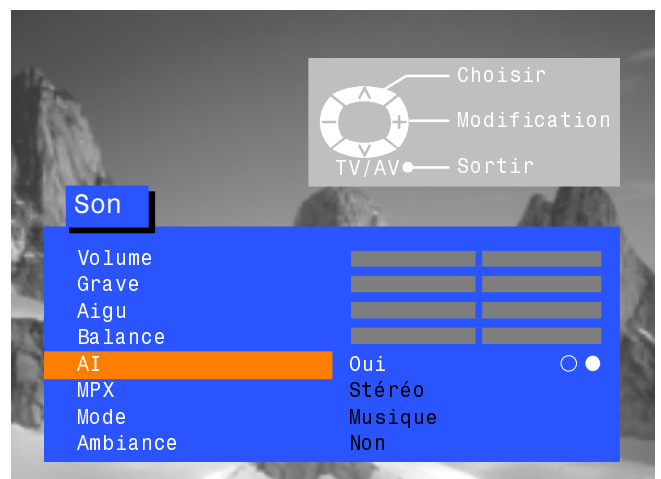 Choisir
Modification
TV/AV Sortir
Son
Volume
Grave
Aigu
Balance
AI Oui
MPX Stéréo
Mode Musique
Ambiance Non